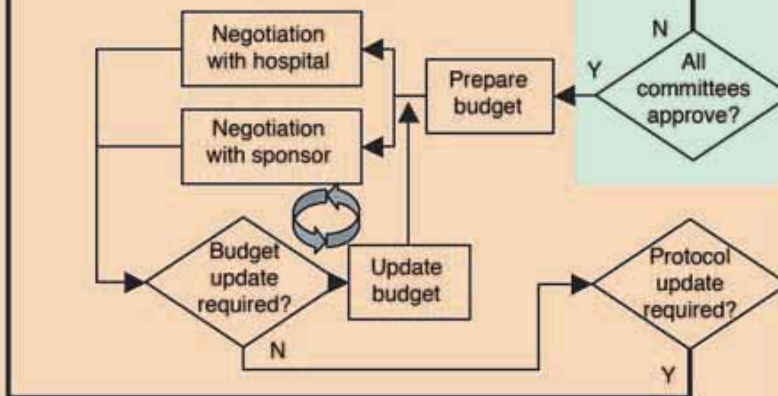 Negotiation
with hospital
Prepare
budget
Y
N
All
committees
approve?
Negotiation
with sponsor
Budget
update
required?
Update
budget
N
Protocol
update
required?
Y